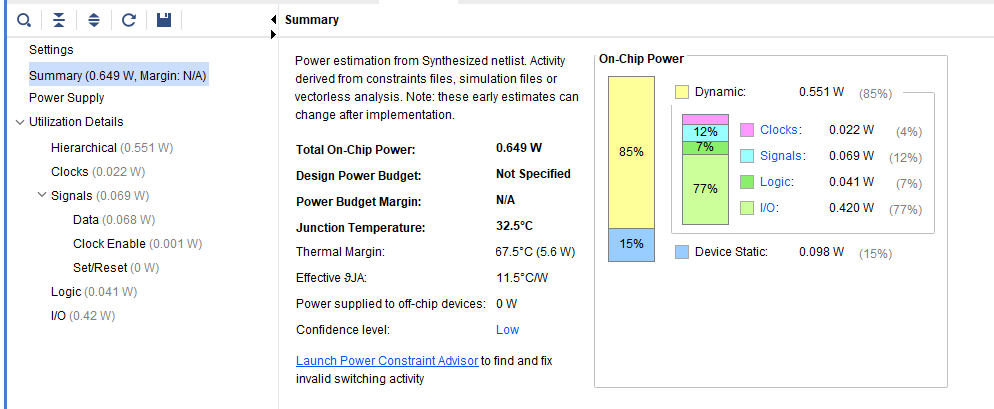 Summary
Settings
Summary (0.649 W, Margin: N/A)
Power Supply
Utilization Details
Hierarchical (0.551 W)
Clocks (0.022 W)
Signals (0.069 W)
Data (0.068 W)
Clock Enable (0.001 W)
Set/Reset (0 W)
Logic (0.041 W)
I/O (0.42 W)
Power estimation from Synthesized netlist. Activity
derived from constraints files, simulation files or
vectorless analysis. Note: these early estimates can
change after implementation.
Total On-Chip Power: 0.649 W
Design Power Budget: Not Specified
Power Budget Margin: N/A
Junction Temperature: 32.5°C
Thermal Margin: 67.5°C (5.6 W)
Effective ϑJA: 11.5°C/W
Power supplied to off-chip devices: 0 W
Confidence level: Low
Launch Power Constraint Advisor to find and fix
invalid switching activity
On-Chip Power
85%
15%
Dynamic: 0.551 W (85%)
12%
7%
77%
Clocks: 0.022 W (4%)
Signals: 0.069 W (12%)
Logic: 0.041 W (7%)
I/O: 0.420 W (77%)
Device Static: 0.098 W (15%)